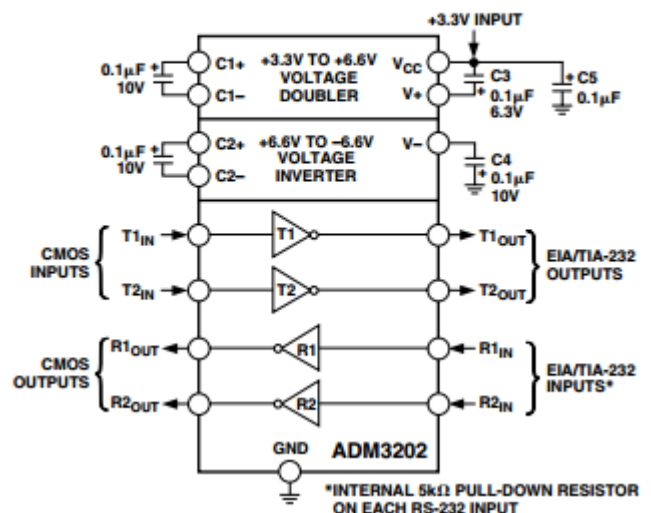 +3.3V INPUT
0.1μF
10V
+
C1+
C1–
+3.3V TO +6.6V
VOLTAGE
DOUBLER
VCC
V+
C3
+ 0.1μF
6.3V
+ C5
0.1μF
0.1μF
10V
+
C2+
C2–
+6.6V TO –6.6V
VOLTAGE
INVERTER
V–
C4
+ 0.1μF
10V
CMOS
INPUTS
T1IN
T2IN
T1
T2
T1OUT
T2OUT
EIA/TIA-232
OUTPUTS
CMOS
OUTPUTS
R1OUT
R2OUT
R1
R2
R1IN
R2IN
EIA/TIA-232
INPUTS*
GND
ADM3202
*INTERNAL 5kΩ PULL-DOWN RESISTOR
ON EACH RS-232 INPUT